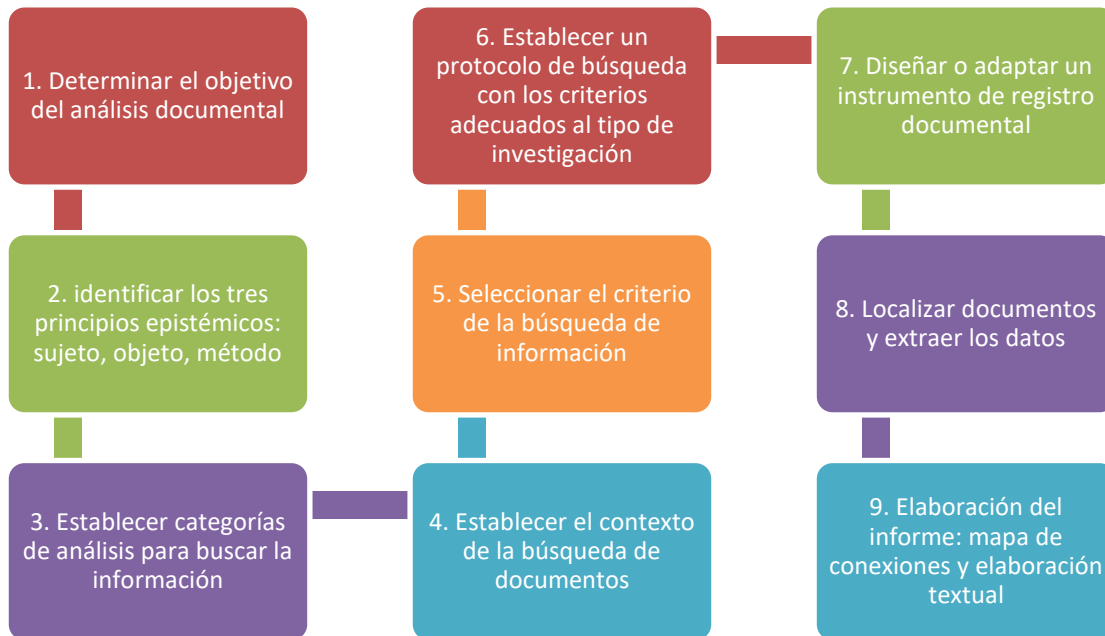 1. Determinar el objetivo
del análisis documental
2. identificar los tres
principios epistémicos:
sujeto, objeto, método
3. Establecer categorías
de análisis para buscar la
información
4. Establecer el contexto
de la búsqueda de
documentos
5. Seleccionar el criterio
de la búsqueda de
información
6. Establecer un
protocolo de búsqueda
con los criterios
adecuados al tipo de
investigación
7. Diseñar o adaptar un
instrumento de registro
documental
8. Localizar documentos
y extraer los datos
9. Elaboración del
informe: mapa de
conexiones y elaboración
textual